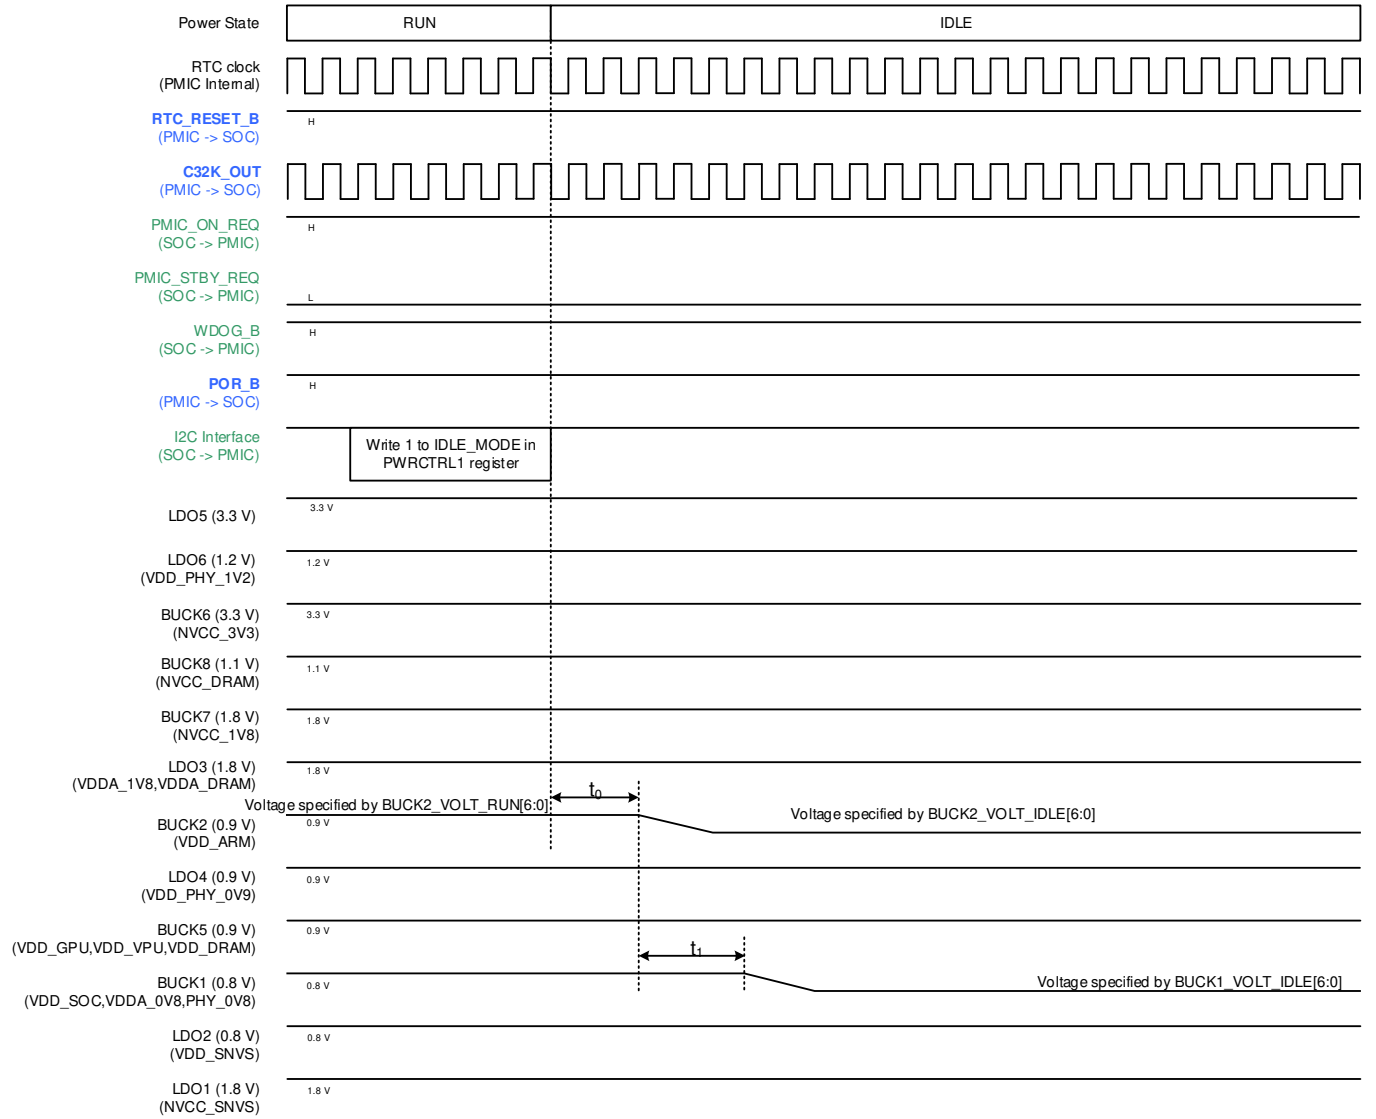 Power State RUN IDLE
RTC clock
(PMIC Internal)
RTC_RESET_B
H
(PMIC -> SOC)
C32K_OUT
(PMIC -> SOC)
PMIC_ON_REQ
H
(SOC -> PMIC)
PMIC_STBY_REQ
(SOC -> PMIC)
L
WDOG_B
H
(SOC -> PMIC)
POR_B
H
(PMIC -> SOC)
I2C Interface
(SOC -> PMIC)
Write 1 to IDLE_MODE in
PWRCTRL1 register
LDO5 (3.3 V)
3.3 V
LDO6 (1.2 V)
1.2 V
(VDD_PHY_1V2)
BUCK6 (3.3 V)
3.3 V
(NVCC_3V3)
BUCK8 (1.1 V)
1.1 V
(NVCC_DRAM)
BUCK7 (1.8 V)
1.8 V
(NVCC_1V8)
LDO3 (1.8 V)
1.8 V
(VDDA_1V8,VDDA_DRAM)
t0
Voltage specified by BUCK2_VOLT_RUN[6:0]
Voltage specified by BUCK2_VOLT_IDLE[6:0]
BUCK2 (0.9 V)
0.9 V
(VDD_ARM)
LDO4 (0.9 V)
0.9 V
(VDD_PHY_0V9)
BUCK5 (0.9 V)
0.9 V
(VDD_GPU,VDD_VPU,VDD_DRAM)
t1
BUCK1 (0.8 V)
0.8 V
Voltage specified by BUCK1_VOLT_IDLE[6:0]
(VDD_SOC,VDDA_0V8,PHY_0V8)
LDO2 (0.8 V)
0.8 V
(VDD_SNVS)
LDO1 (1.8 V)
1.8 V
(NVCC_SNVS)